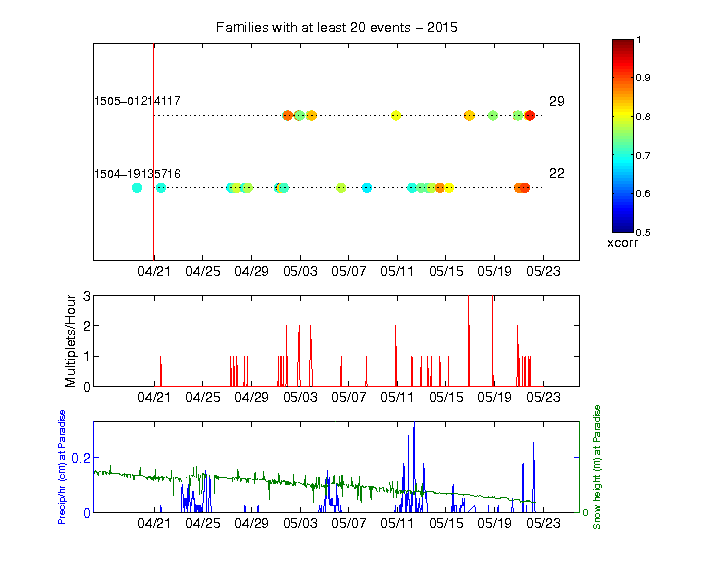 Families with at least 20 events – 2015
1505–01214117
29
1504–19135716
22
04/21 04/25 04/29 05/03 05/07 05/11 05/15 05/19 05/23
1
0.9
0.8
0.7
0.6
0.5
xcorr
Multiplets/Hour
3
2
1
0
04/21 04/25 04/29 05/03 05/07 05/11 05/15 05/19 05/23
Precip/hr (cm) at Paradise
0.2
0
0
Snow height (m) at Paradise
04/21 04/25 04/29 05/03 05/07 05/11 05/15 05/19 05/23